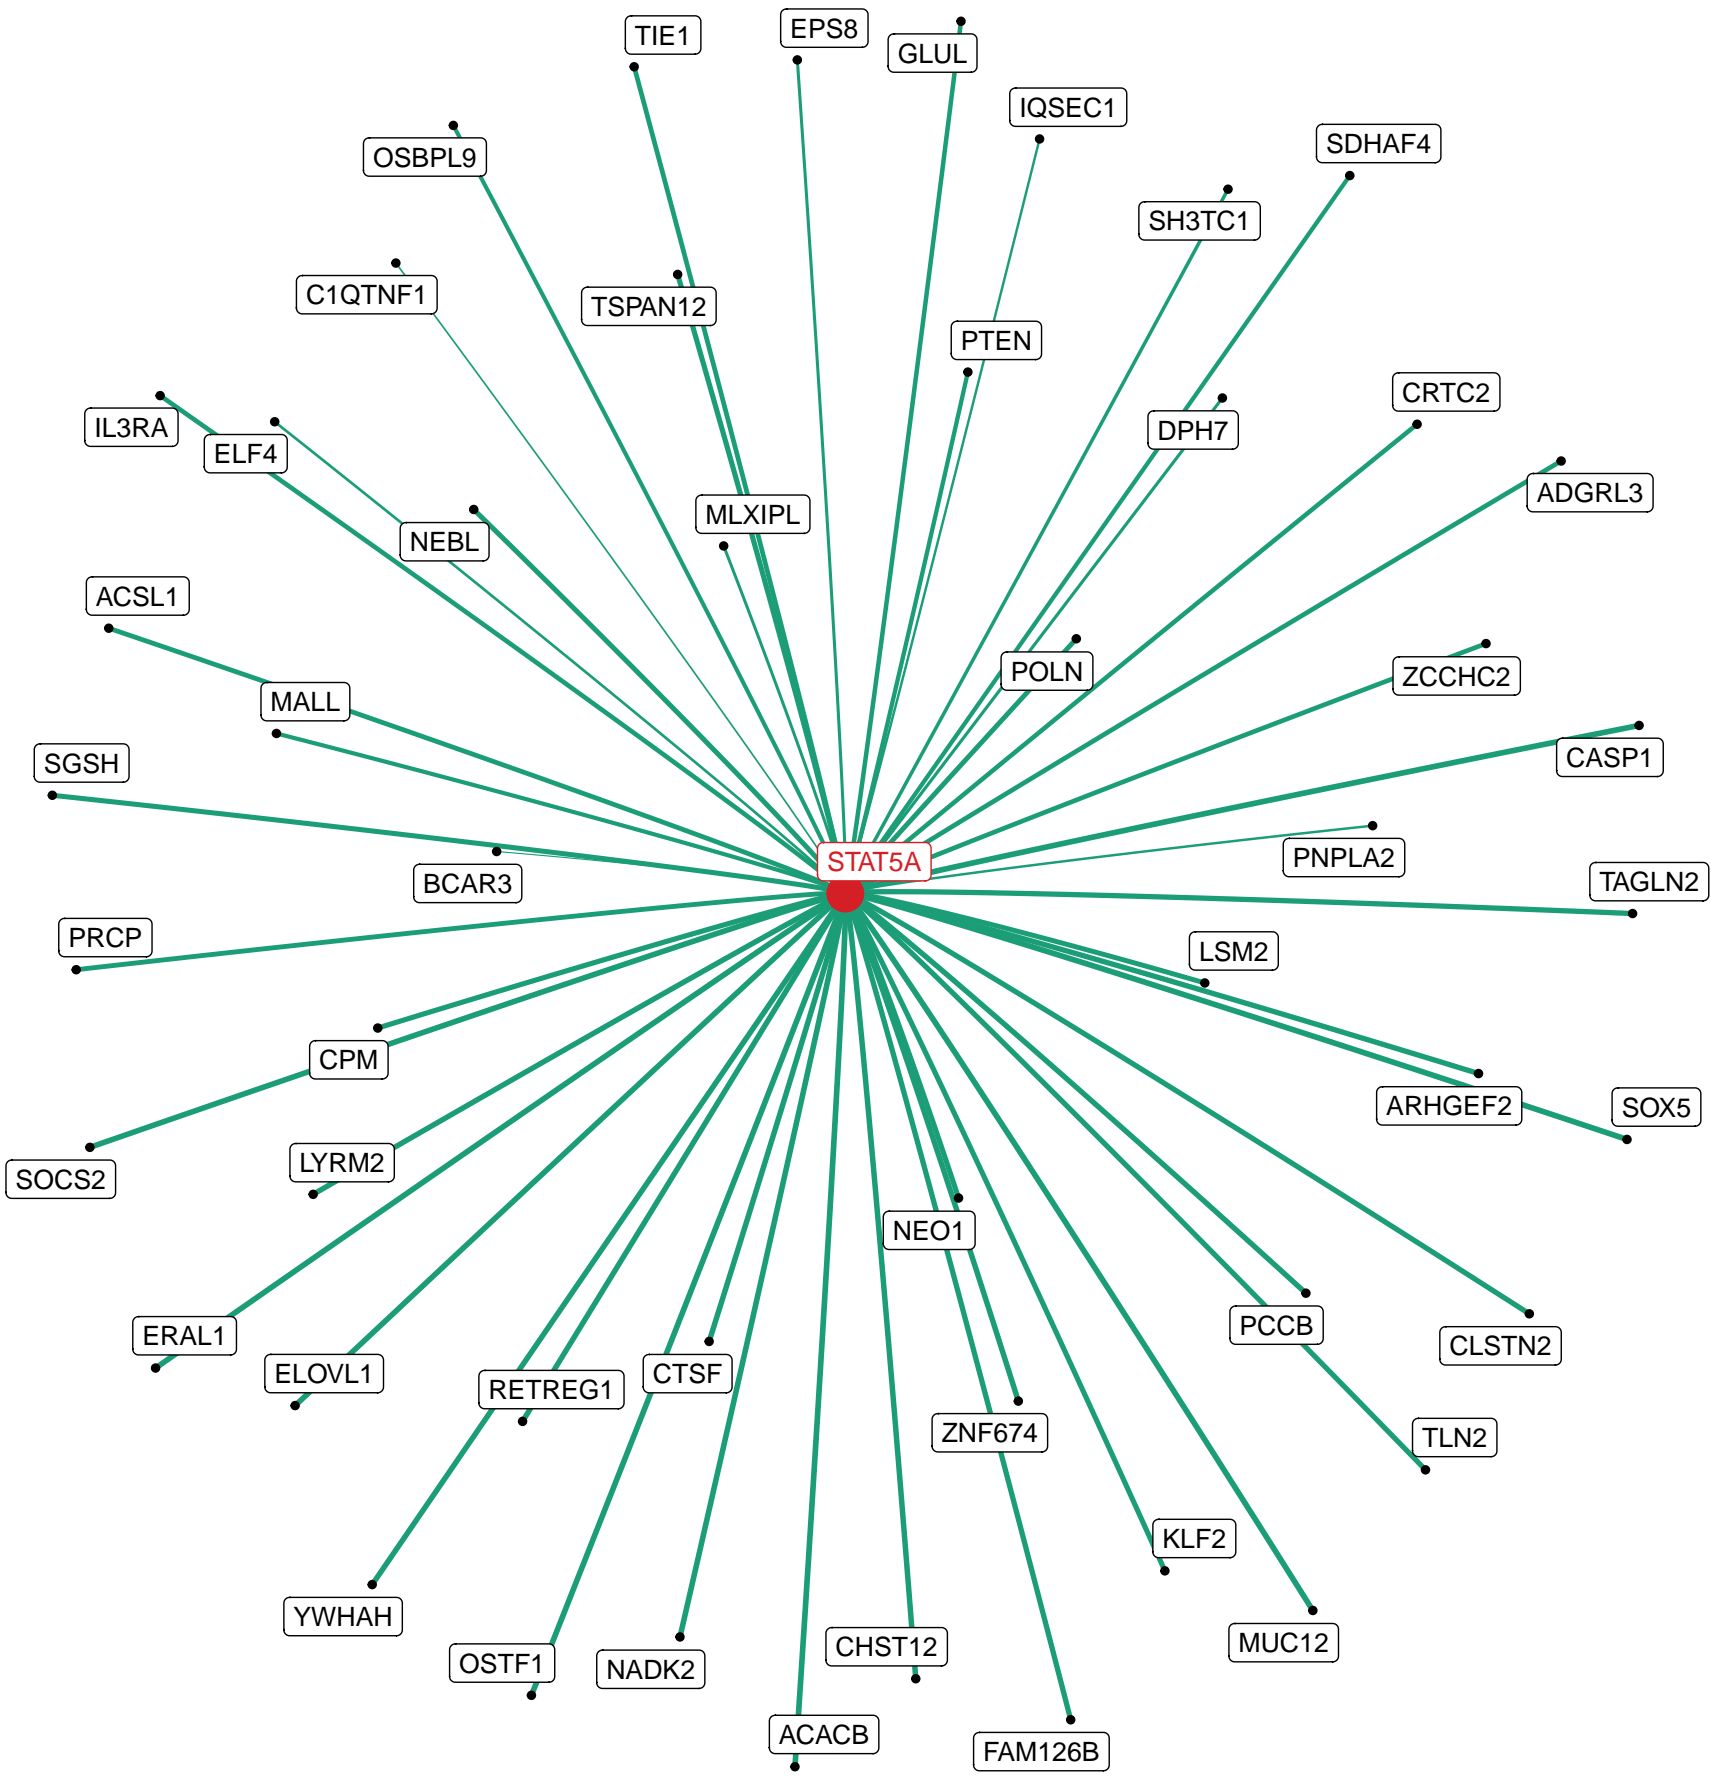 TIE1
EPS8
GLUL
IQSEC1
OSBPL9
SDHAF4
SH3TC1
C1QTNF1
TSPAN12
PTEN
CRTC2
IL3RA
ELF4
DPH7
ADGRL3
MLXIPL
NEBL
ACSL1
POLN
ZCCHC2
MALL
SGSH
CASP1
STAT5A
PNPLA2
BCAR3
TAGLN2
PRCP
LSM2
CPM
ARHGEF2
SOX5
LYRM2
SOCS2
NEO1
ERAL1
PCCB
CLSTN2
ELOVL1
CTSF
RETREG1
ZNF674
TLN2
KLF2
YWHAH
CHST12
MUC12
OSTF1
NADK2
ACACB
FAM126B